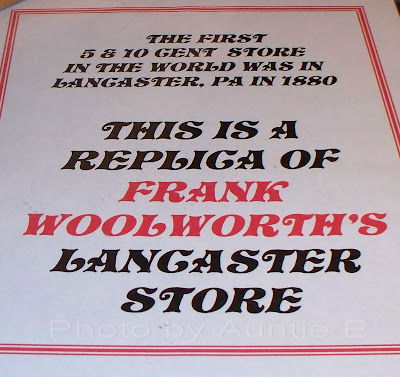 THE FIRST
5 & 10 CENT STORE
IN THE WORLD WAS IN
LANCASTER, PA IN 1880
THIS IS A
REPLICA OF
FRANK
WOOLWORTH'S
LANCASTER
STORE
Photo by Auntie E